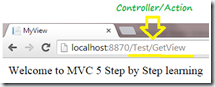 Controller/Action
MyView
localhost:8870/Test/GetView
Welcome to MVC 5 Step by Step learning